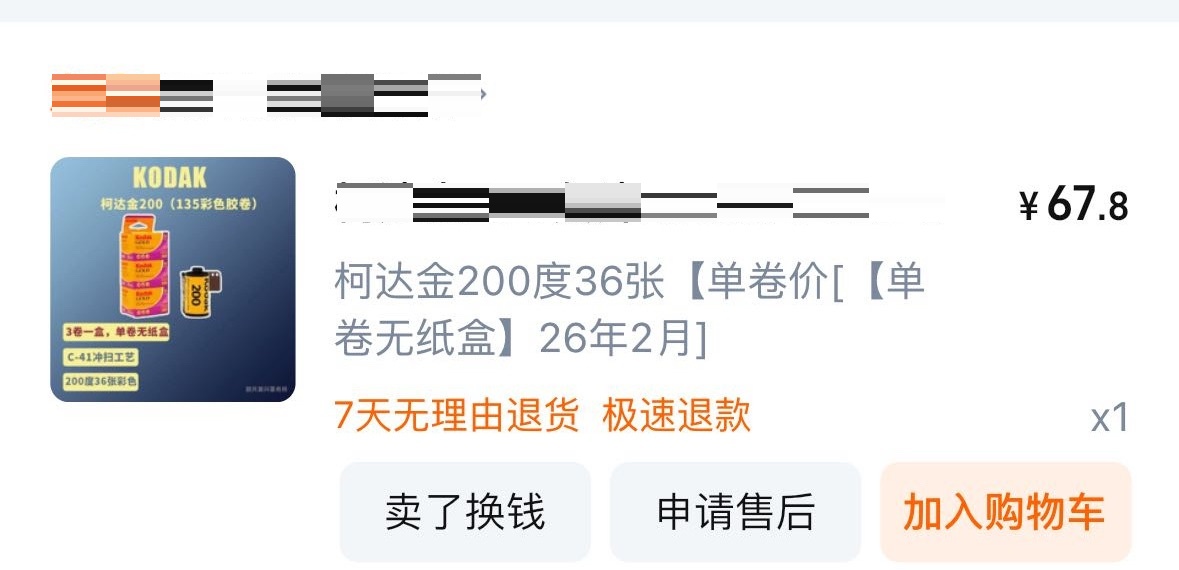 KODAK
柯达金200（135彩色胶卷）
200
3卷一盒，单卷无纸盒
C-41冲扫工艺
200度36张彩色
¥67.8
柯达金200度36张【单卷价[【单
卷无纸盒】26年2月]
7天无理由退货 极速退款
x1
卖了换钱
申请售后
加入购物车